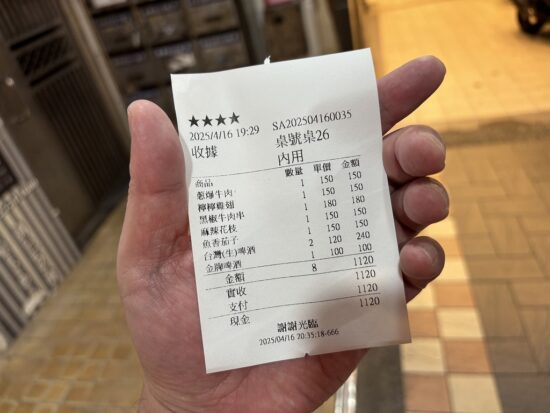 ★★★★
2025/4/16 19:29 SA202504160035
收據 桌號桌26
內用
商品 數量 單價 金額
蔥爆牛肉 1 150 150
檸檬雞翅 1 150 150
黑椒牛肉串 1 180 180
麻辣花枝 1 150 150
魚香茄子 1 150 150
台灣(生)啤酒 2 120 240
金牌啤酒 1 100 100
金額 8 1120
實收 1120
支付 1120
現金 1120
謝謝光臨
2025/04/16 20:35:18-666